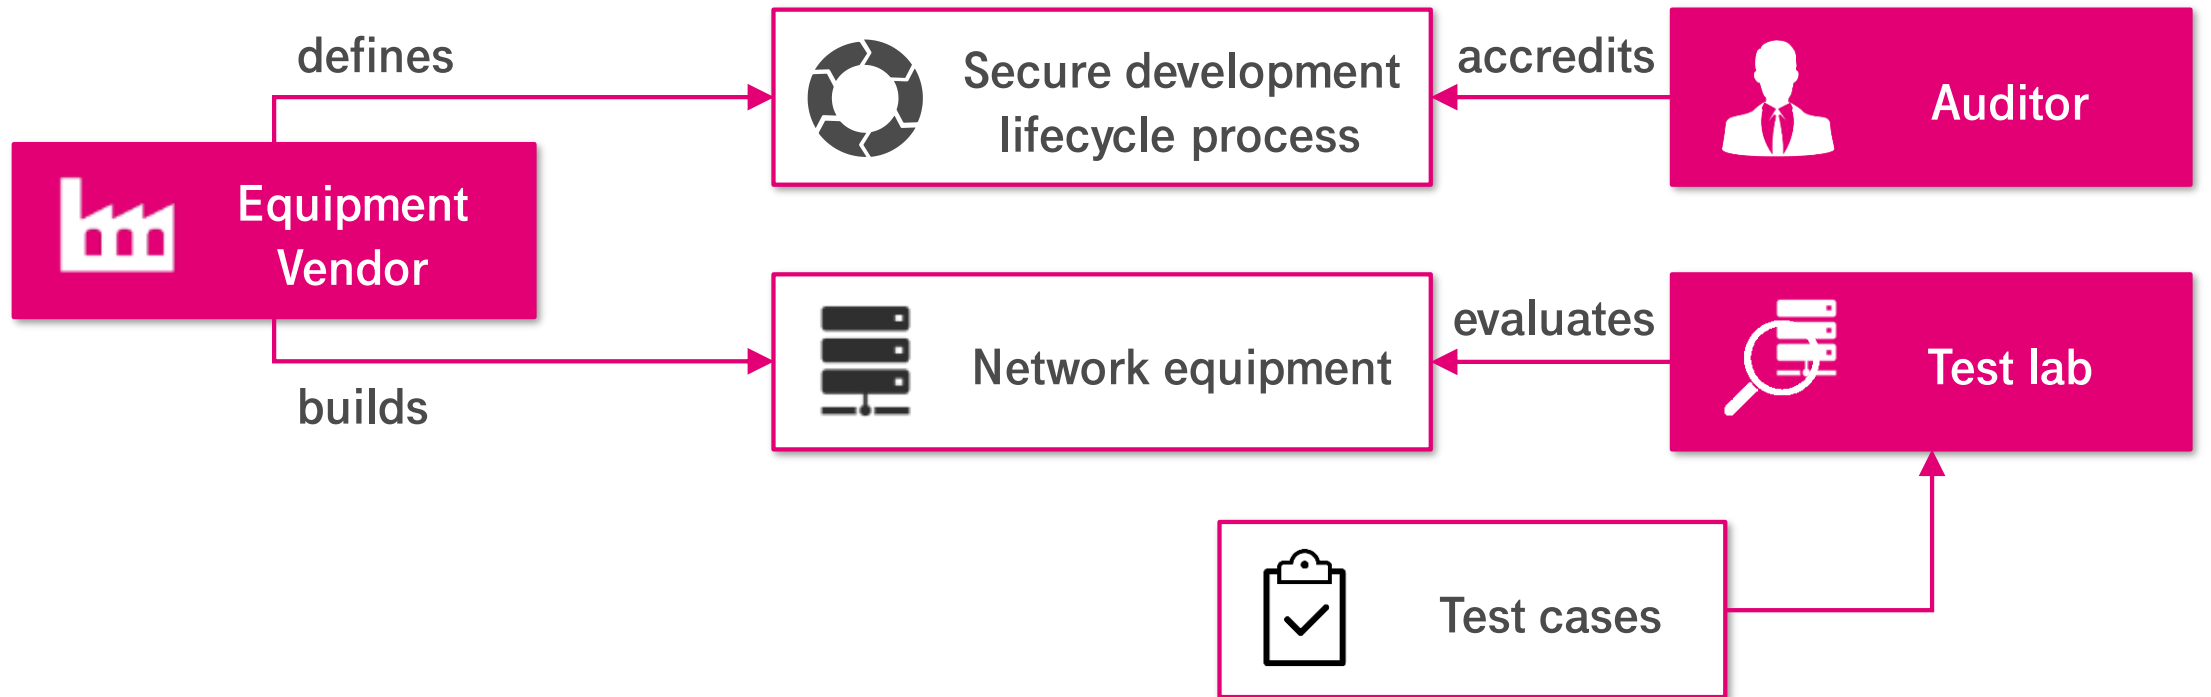 defines
Secure development
lifecycle process
accredits
Auditor
Equipment
Vendor
builds
Network equipment
evaluates
Test lab
Test cases